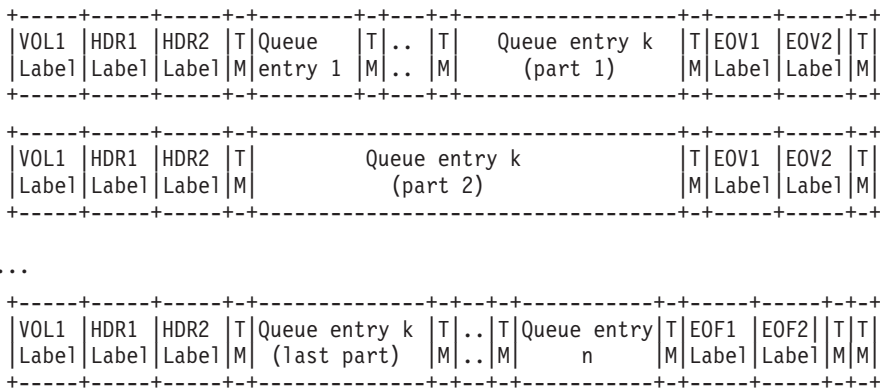 +-----+-----+-----+-+--------+-+---+-+-----------------+-+-----+-----+-+
|VOL1 |HDR1 |HDR2 |T|Queue   |T|.. |T|   Queue entry k  |T|EOV1 |EOV2||T|
|Label|Label|Label|M|entry 1 |M|.. |M|     (part 1)     |M|Label|Label|M|
+-----+-----+-----+-+--------+-+---+-+-----------------+-+-----+-----+-+
+-----+-----+-----+-+-----------------------------------+-+-----+-----+-+
|VOL1 |HDR1 |HDR2 |T|         Queue entry k             |T|EOV1 |EOV2 |T|
|Label|Label|Label|M|           (part 2)                |M|Label|Label|M|
+-----+-----+-----+-+-----------------------------------+-+-----+-----+-+
...
+-----+-----+-----+-+--------------+-+--+-+-----------+-+-----+-----+-+-+
|VOL1 |HDR1 |HDR2 |T|Queue entry k |T|..|T|Queue entry|T|EOF1 |EOF2||T|T|
|Label|Label|Label|M| (last part)  |M|..|M|     n     |M|Label|Label|M|M|
+-----+-----+-----+-+--------------+-+--+-+-----------+-+-----+-----+-+-+